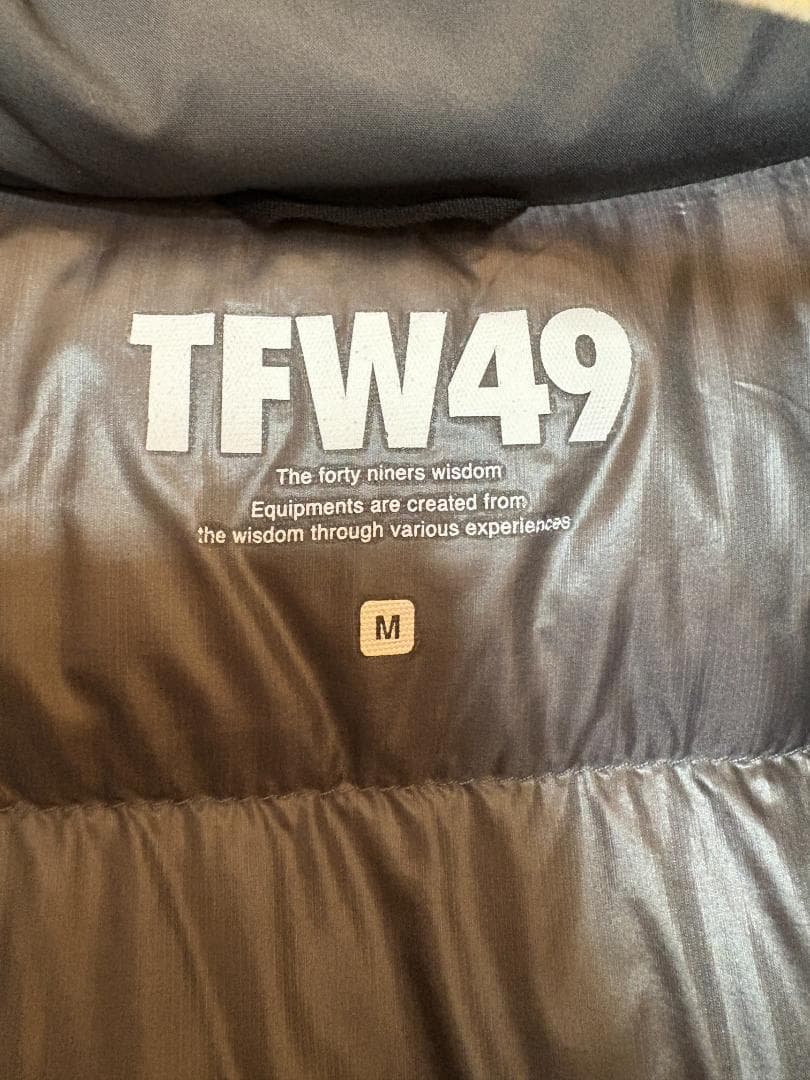 TFW49
The forty niners wisdom
Equipments are created from
the wisdom through various experiences
M